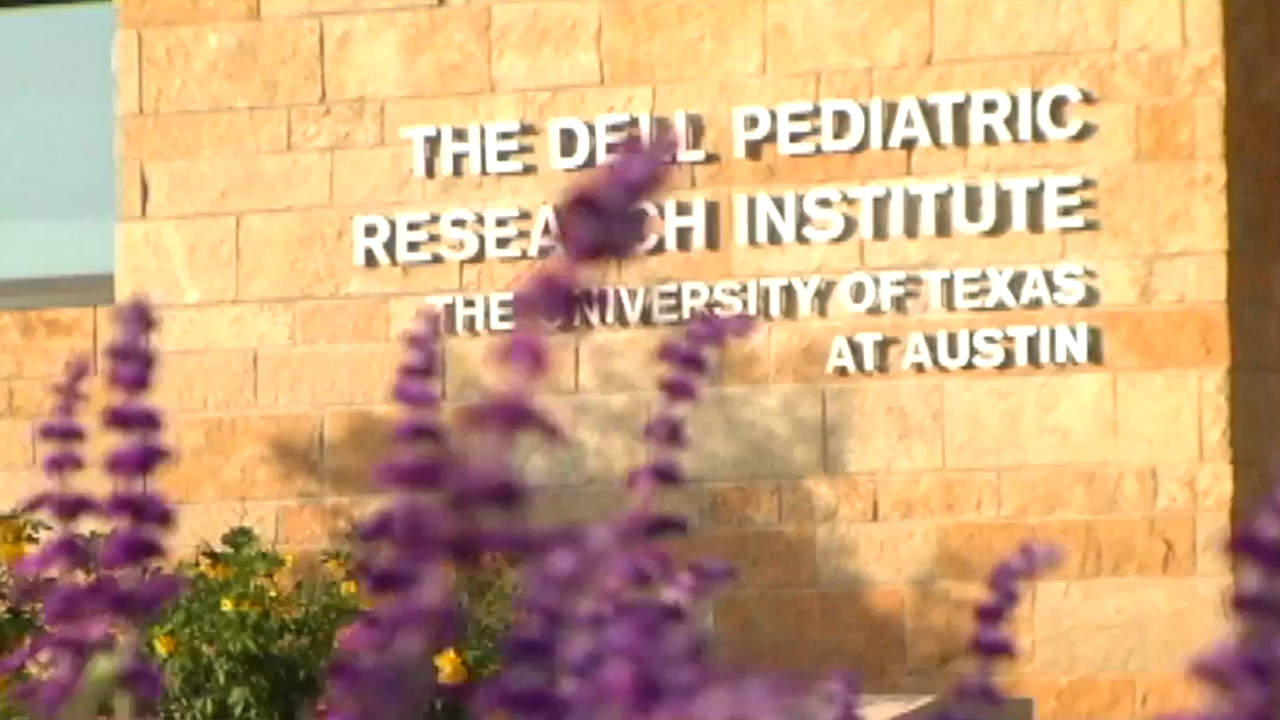 THE DELL PEDIATRIC
RESEARCH INSTITUTE
THE UNIVERSITY OF TEXAS
AT AUSTIN